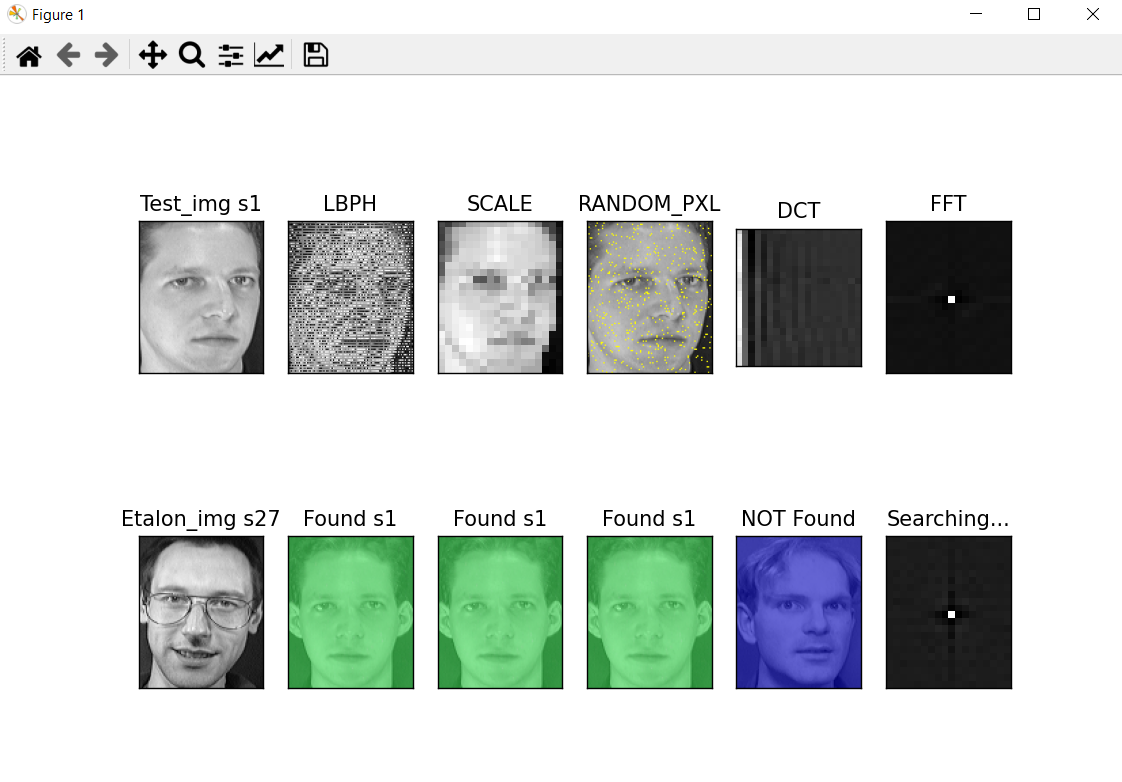 Figure 1
Test_img s1
LBPH
SCALE
RANDOM_PXL
DCT
FFT
Etalon_img s27
Found s1
Found s1
Found s1
NOT Found
Searching...